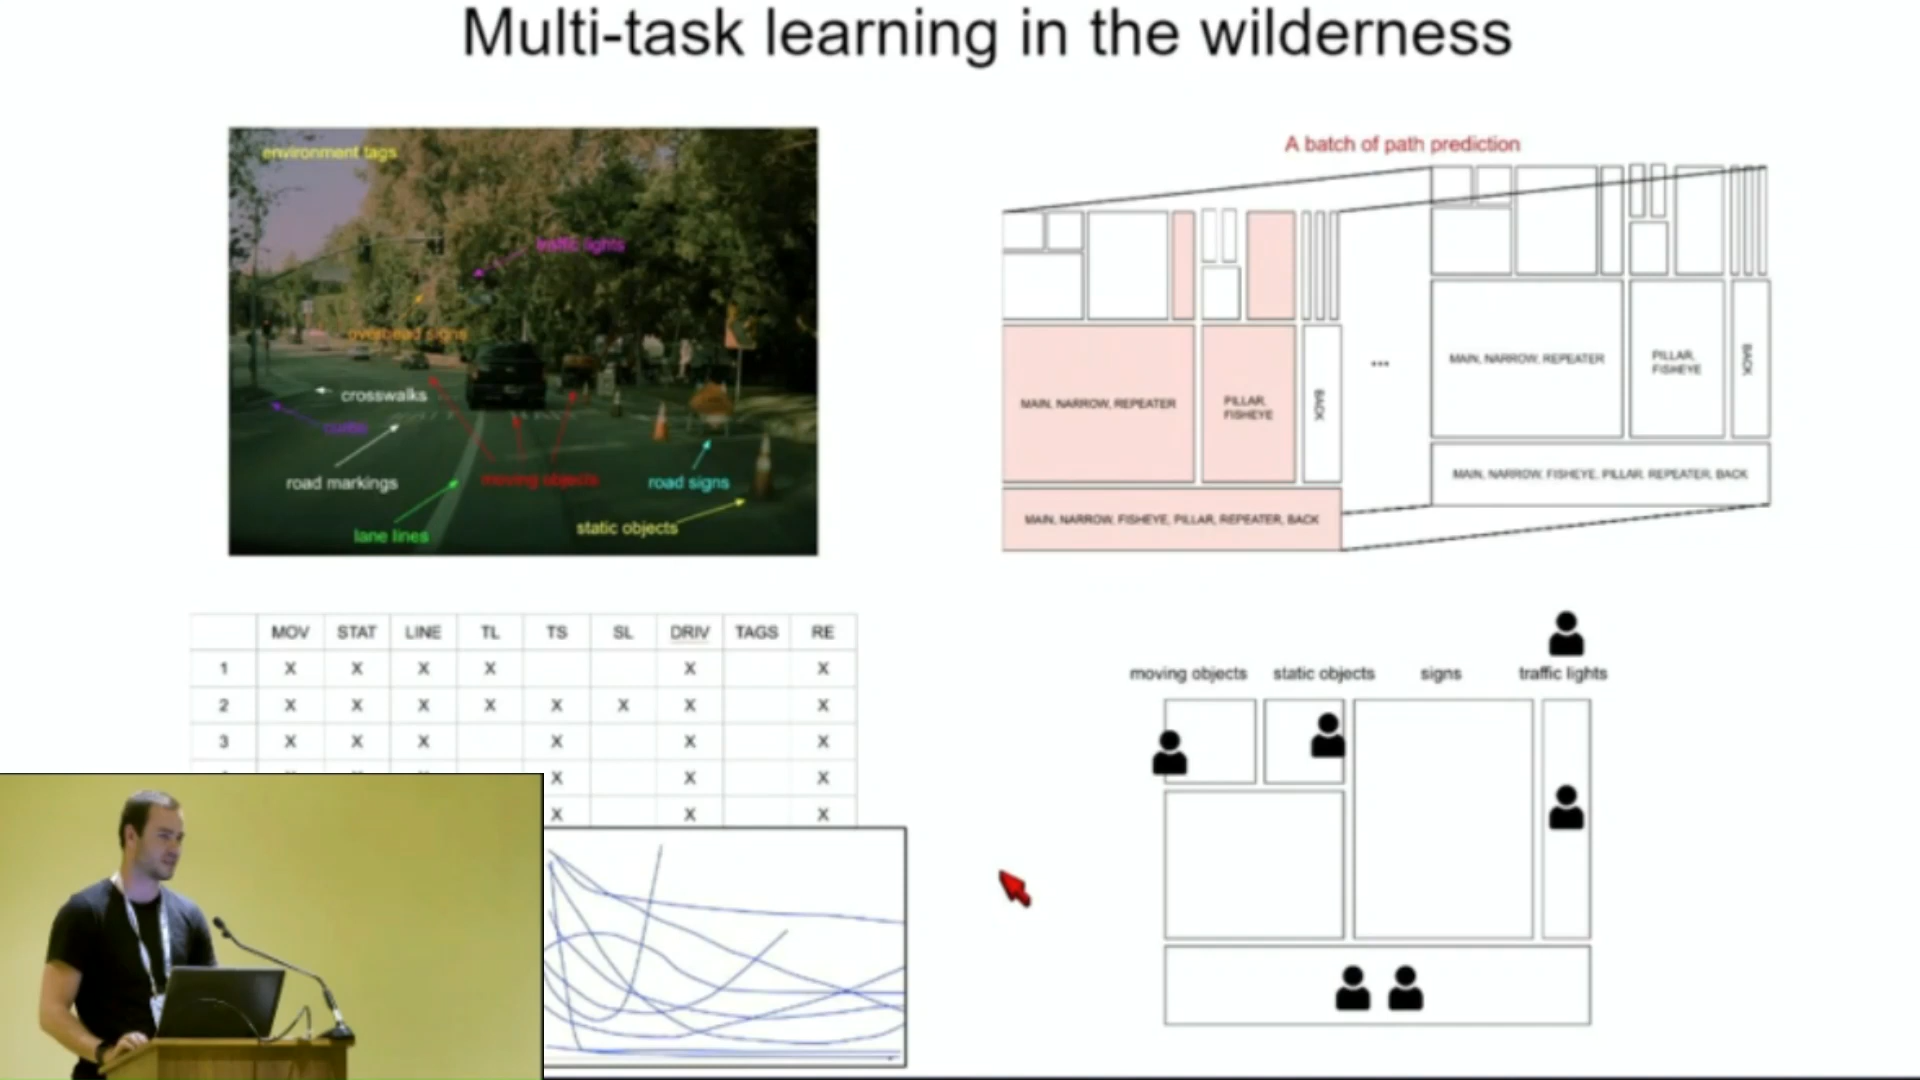 Multi-task learning in the wilderness
environment tags
traffic lights
overhead signs
crosswalks
curbs
road markings
moving objects
road signs
static objects
lane lines
A batch of path prediction
MAIN, NARROW, REPEATER
PILLAR,
FISHEYE
BACK
MAIN, NARROW, FISHEYE, PILLAR, REPEATER, BACK
...
MAIN, NARROW, REPEATER
PILLAR,
FISHEYE
BACK
MAIN, NARROW, FISHEYE, PILLAR, REPEATER, BACK
MOV STAT LINE TL TS SL DRIV TAGS RE
1 X X X X X X
2 X X X X X X X X
3 X X X X X X
X X X
X X X
moving objects static objects signs traffic lights